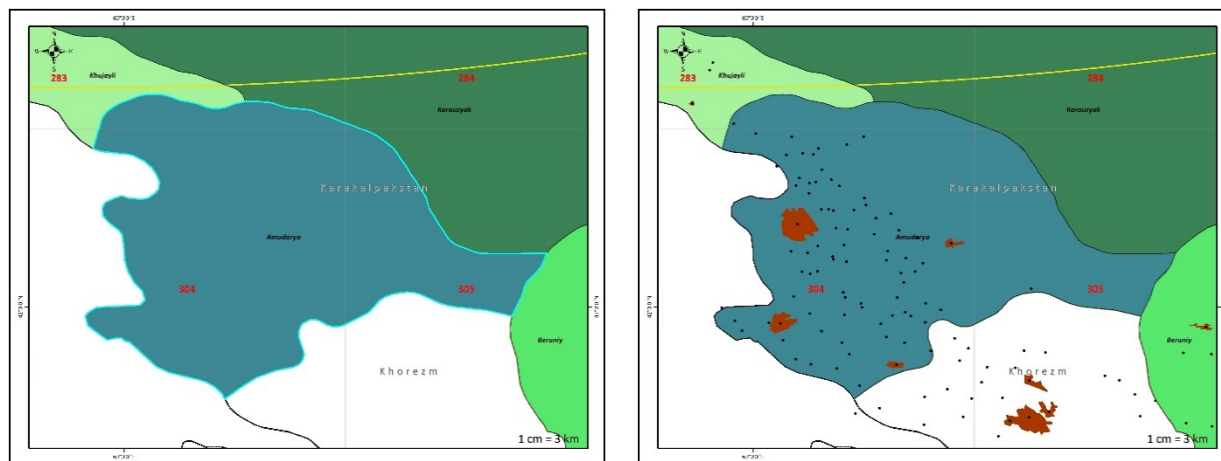 N
W E
S
283
Khujayli
284
Karauzyak
Karakalpakstan
Amudarya
304
305
Beruniy
Khorezm
1 cm = 3 km
N
W E
S
283
Khujayli
284
Karauzyak
Karakalpakstan
Amudarya
304
305
Beruniy
Khorezm
1 cm = 3 km